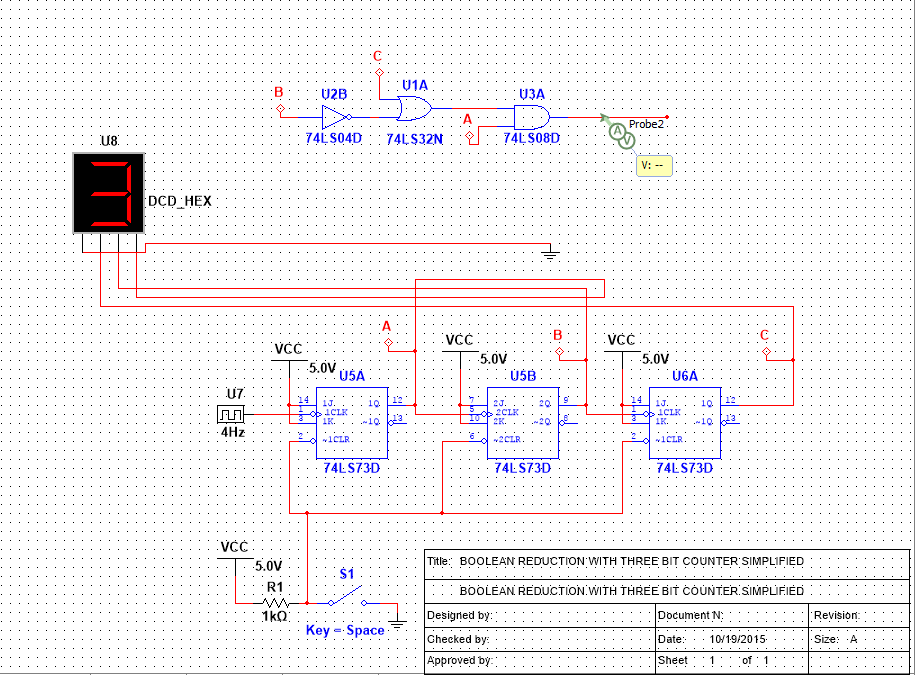 C
B
U2B
U1A
U3A
A
74LS04D
74LS32N
74LS08D
Probe2
A
V
V: --
U8
3
DCD_HEX
A
VCC
5.0V
U5A
VCC
5.0V
B
U5B
VCC
5.0V
C
U6A
U7
4Hz
14
1
3
2
1J
1CLK
1K
~1CLR
1Q
~1Q
12
13
74LS73D
7
5
10
6
2J
2CLK
2K
~2CLR
2Q
~2Q
9
8
74LS73D
14
1
3
2
1J
1CLK
1K
~1CLR
1Q
~1Q
12
13
74LS73D
VCC
5.0V
R1
1kΩ
S1
Key = Space
Title: BOOLEAN REDUCTION WITH THREE BIT COUNTER SIMPLIFIED
BOOLEAN REDUCTION WITH THREE BIT COUNTER SIMPLIFIED
Designed by: Document N: Revision:
Checked by: Date: 10/19/2015 Size: A
Approved by: Sheet 1 of 1